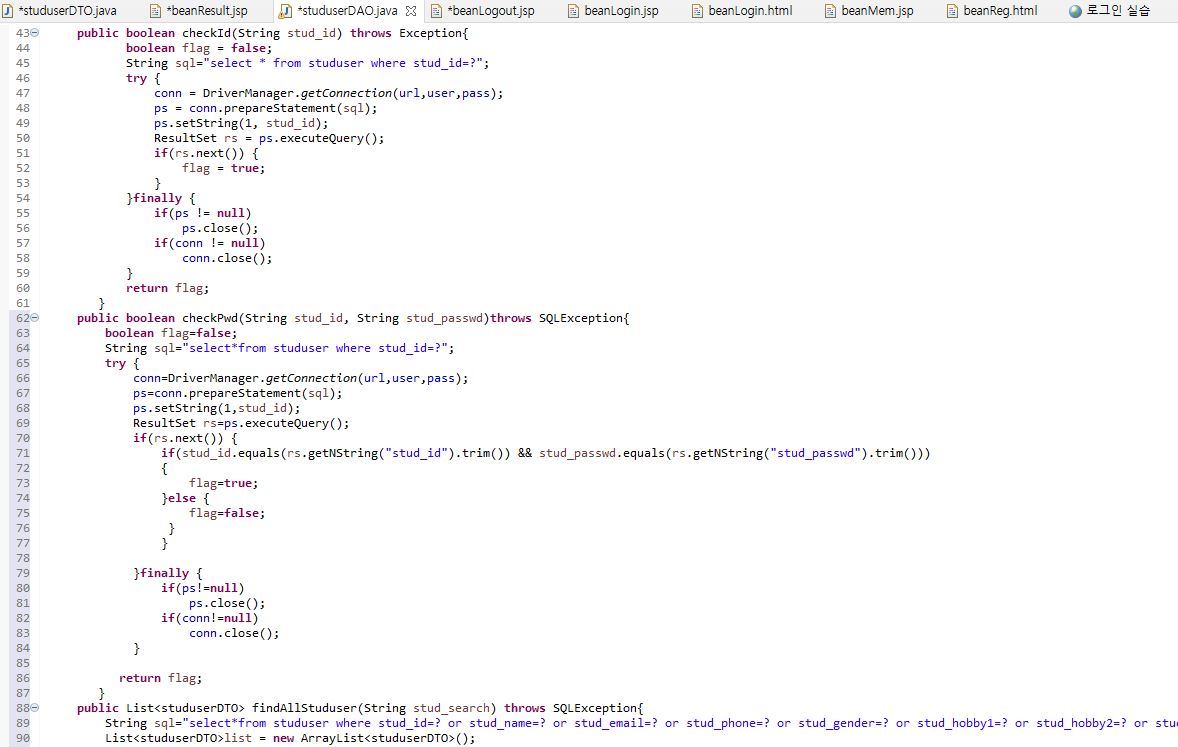 *studuserDTO.java *beanResult.jsp *studuserDAO.java *beanLogout.jsp beanLogin.jsp beanLogin.html beanMem.jsp beanReg.html 로그인 실습
43 public boolean checkId(String stud_id) throws Exception{
44 boolean flag = false;
45 String sql="select * from studuser where stud_id=?";
46 try {
47 conn = DriverManager.getConnection(url,user,pass);
48 ps = conn.prepareStatement(sql);
49 ps.setString(1, stud_id);
50 ResultSet rs = ps.executeQuery();
51 if(rs.next()) {
52 flag = true;
53 }
54 }finally {
55 if(ps != null)
56 ps.close();
57 if(conn != null)
58 conn.close();
59 }
60 return flag;
61 }
62 public boolean checkPwd(String stud_id, String stud_passwd)throws SQLException{
63 boolean flag=false;
64 String sql="select*from studuser where stud_id=?";
65 try {
66 conn=DriverManager.getConnection(url,user,pass);
67 ps=conn.prepareStatement(sql);
68 ps.setString(1,stud_id);
69 ResultSet rs=ps.executeQuery();
70 if(rs.next()) {
71 if(stud_id.equals(rs.getNString("stud_id").trim()) && stud_passwd.equals(rs.getNString("stud_passwd").trim()))
72 {
73 flag=true;
74 }else {
75 flag=false;
76 }
77 }
78
79 }finally {
80 if(ps!=null)
81 ps.close();
82 if(conn!=null)
83 conn.close();
84 }
85
86 return flag;
87 }
88 public List<studuserDTO> findAllStuduser(String stud_search) throws SQLException{
89 String sql="select*from studuser where stud_id=? or stud_name=? or stud_email=? or stud_phone=? or stud_gender=? or stud_hobby1=? or stud_hobby2=? or stu
90 List<studuserDTO>list = new ArrayList<studuserDTO>();